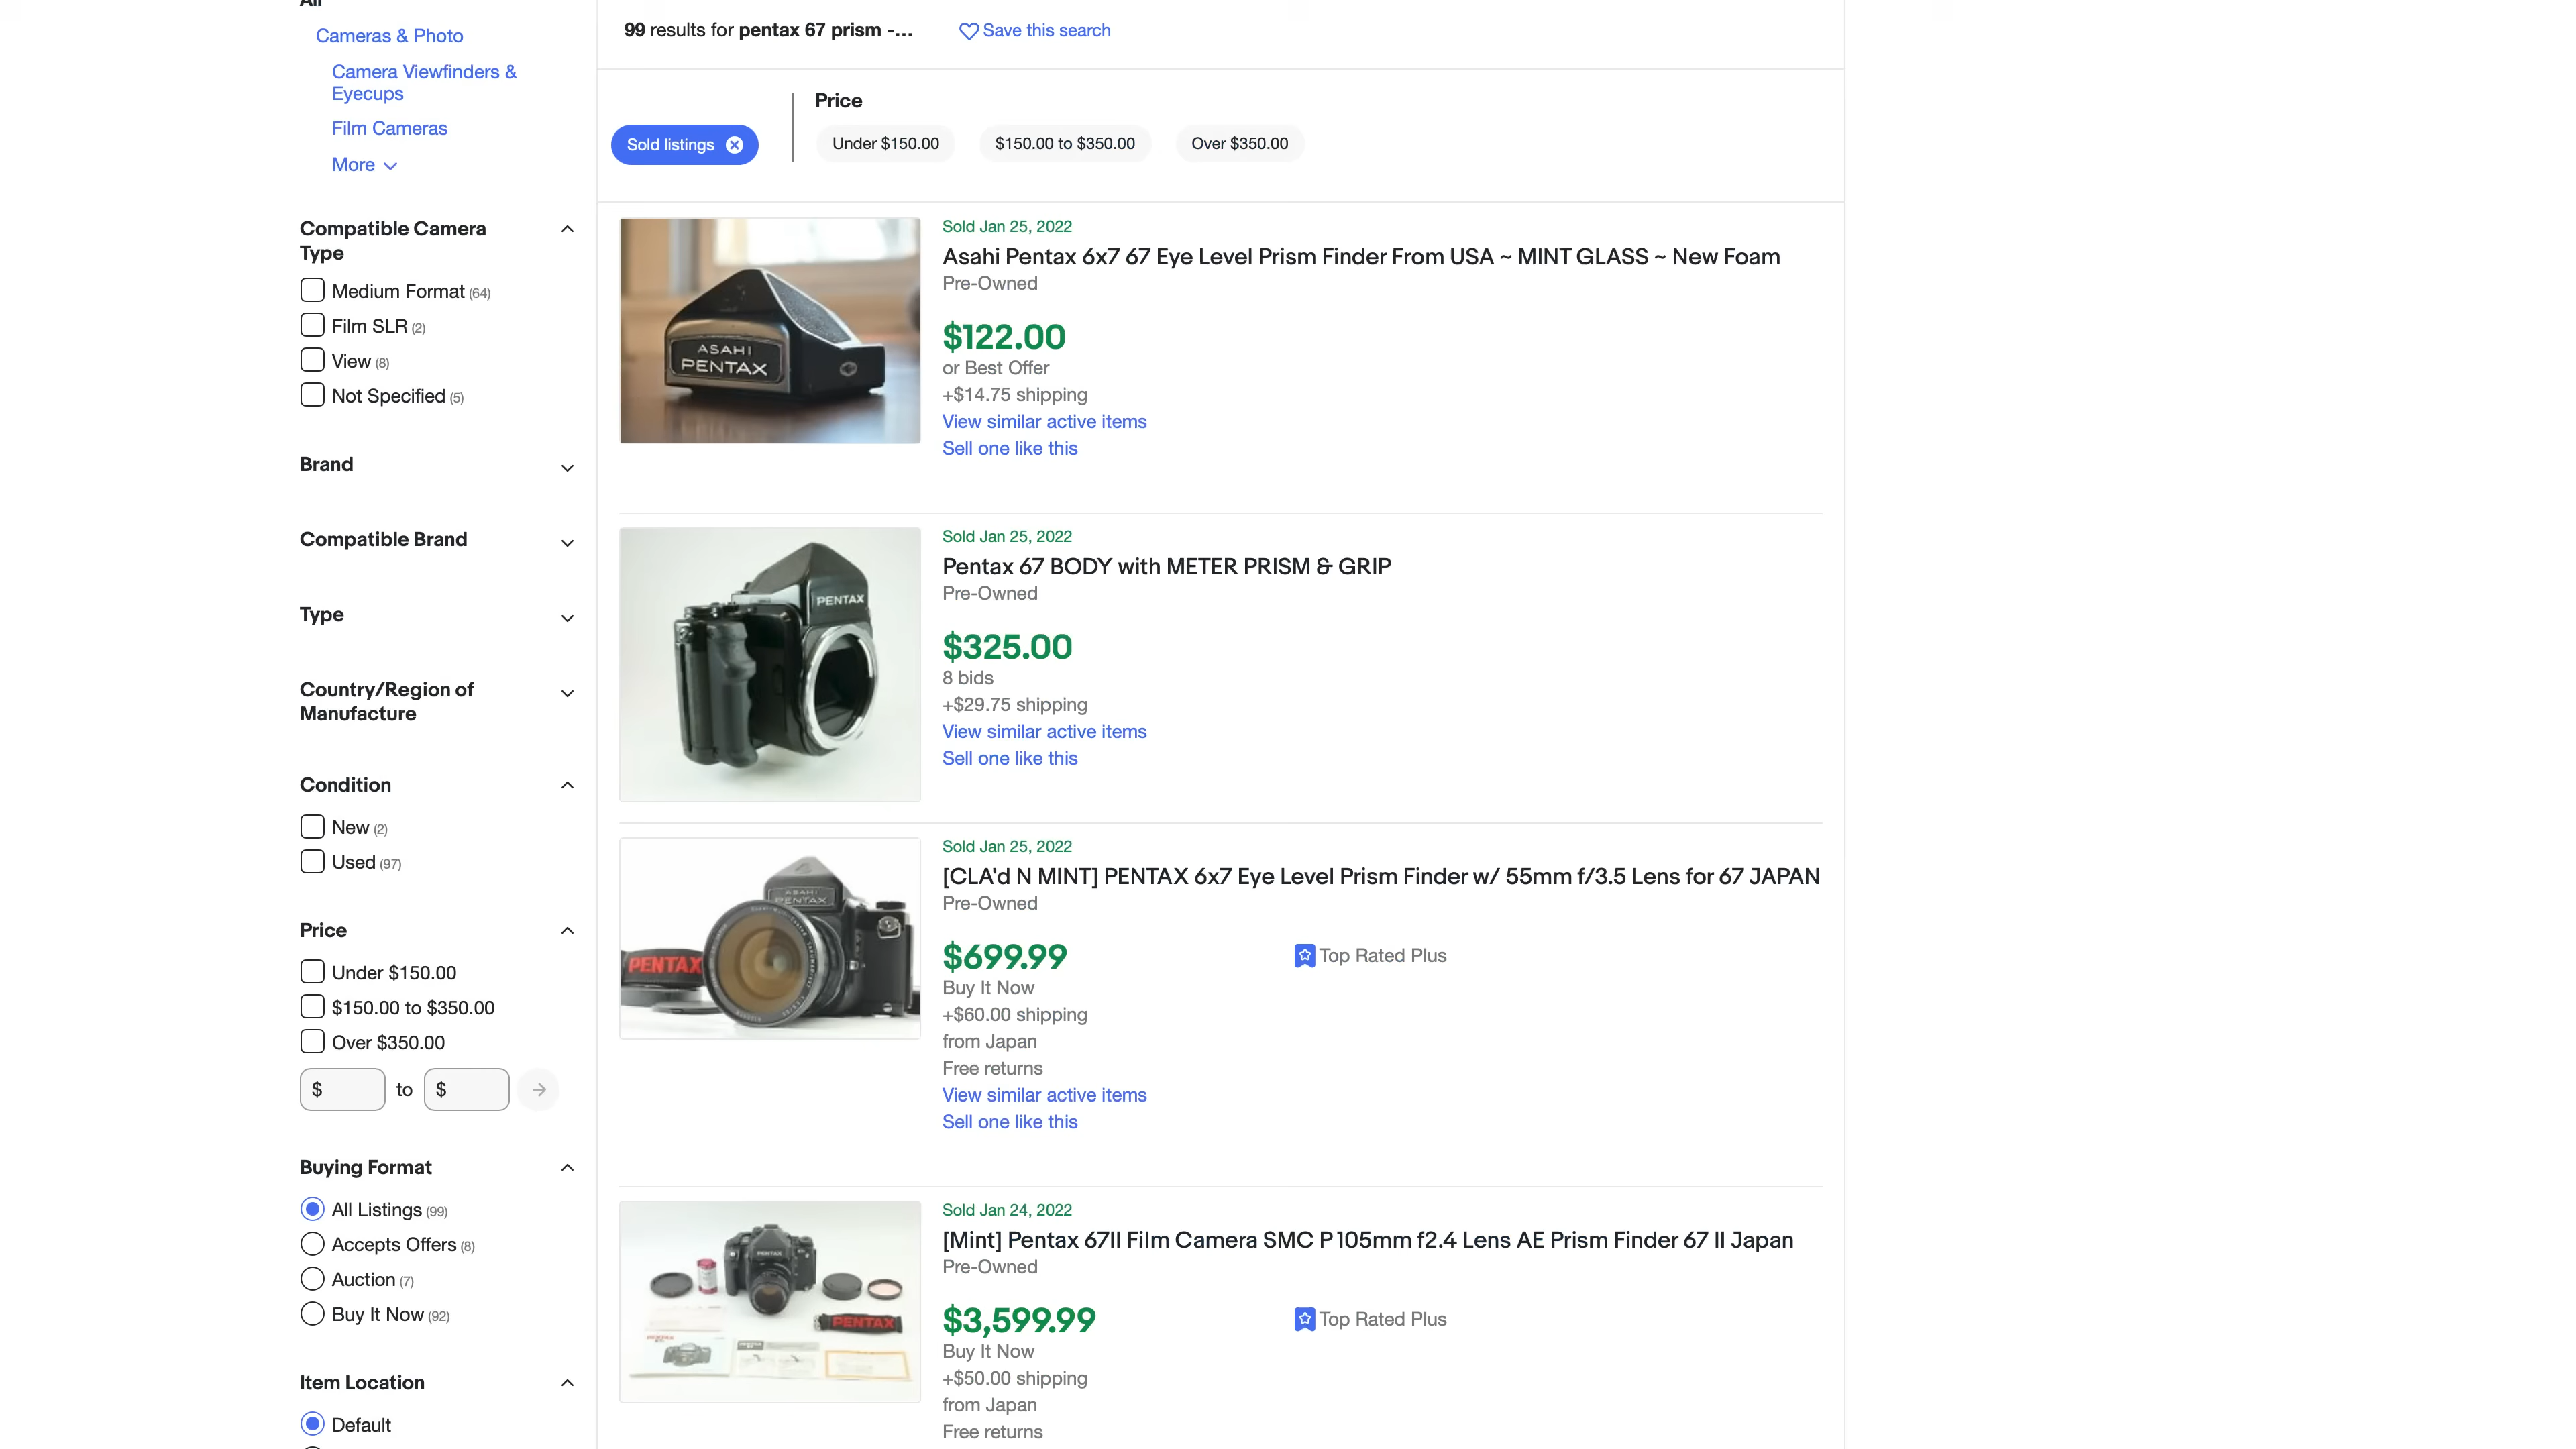 Cameras & Photo
Camera Viewfinders &
Eyecups
Film Cameras
More
Compatible Camera
Type
Medium Format (64)
Film SLR (2)
View (8)
Not Specified (5)
Brand
Compatible Brand
Type
Country/Region of
Manufacture
Condition
New (2)
Used (97)
Price
Under $150.00
$150.00 to $350.00
Over $350.00
$ to $
Buying Format
All Listings (99)
Accepts Offers (8)
Auction (7)
Buy It Now (92)
Item Location
Default
99 results for pentax 67 prism -...
Save this search
Price
Sold listings
Under $150.00
$150.00 to $350.00
Over $350.00
ASAHI
PENTAX
Sold Jan 25, 2022
Asahi Pentax 6x7 67 Eye Level Prism Finder From USA ~ MINT GLASS ~ New Foam
Pre-Owned
$122.00
or Best Offer
+$14.75 shipping
View similar active items
Sell one like this
PENTAX
Sold Jan 25, 2022
Pentax 67 BODY with METER PRISM & GRIP
Pre-Owned
$325.00
8 bids
+$29.75 shipping
View similar active items
Sell one like this
ASAHI
PENTAX
PENTAX
Sold Jan 25, 2022
[CLA'd N MINT] PENTAX 6x7 Eye Level Prism Finder w/ 55mm f/3.5 Lens for 67 JAPAN
Pre-Owned
$699.99
Top Rated Plus
Buy It Now
+$60.00 shipping
from Japan
Free returns
View similar active items
Sell one like this
PENTAX
PENTAX
Sold Jan 24, 2022
[Mint] Pentax 67II Film Camera SMC P 105mm f2.4 Lens AE Prism Finder 67 II Japan
Pre-Owned
$3,599.99
Top Rated Plus
Buy It Now
+$50.00 shipping
from Japan
Free returns